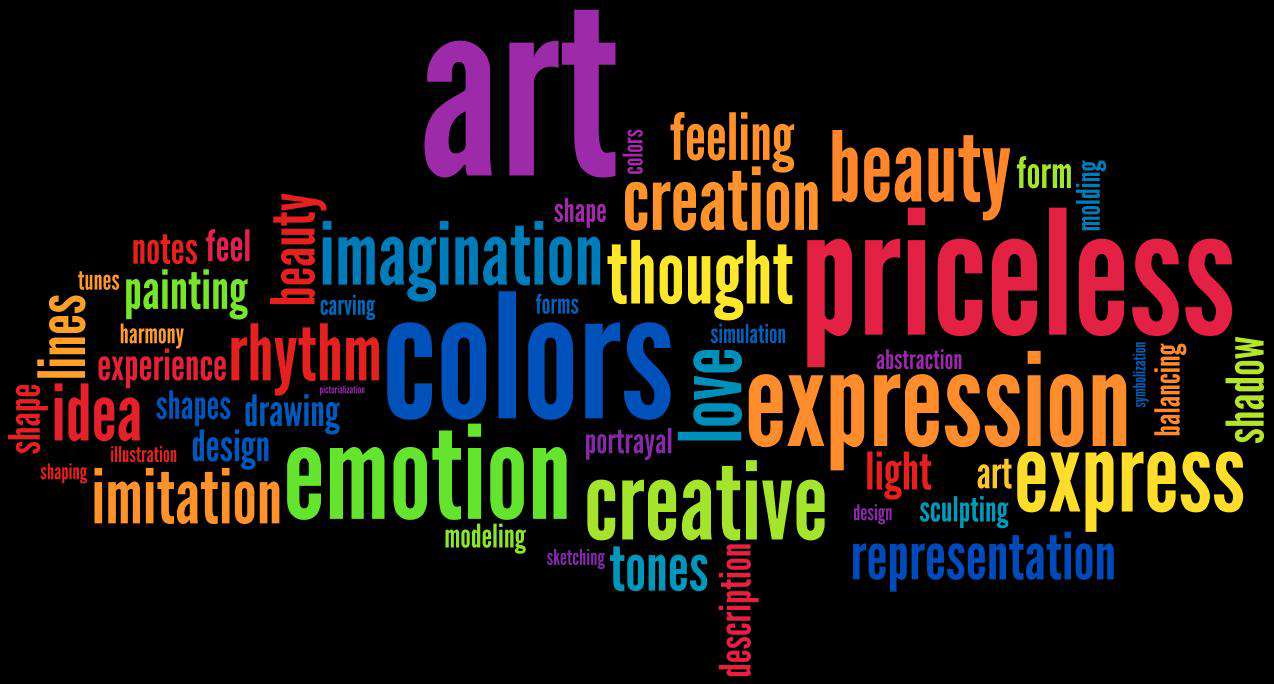 art
colors
feeling
beauty
form
molding
creation
shape
beauty
imagination
thought
priceless
notes
feel
tunes
painting
carving
forms
lines
harmony
rhythm
colors
simulation
love
abstraction
symbolization
balancing
shadow
experience
pictorialization
expression
shape
idea
shapes
drawing
design
portrayal
illustration
shaping
imitation
emotion
creative
light
art
express
modeling
design
sculpting
sketching
tones
description
representation